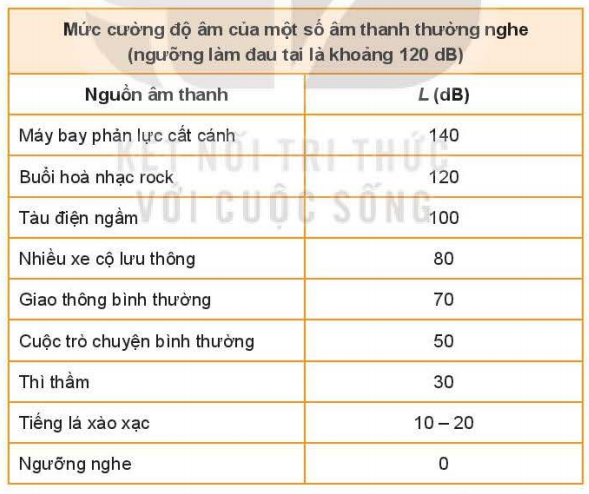 Mức cường độ âm của một số âm thanh thường nghe
(ngưỡng làm đau tai là khoảng 120 dB)
Nguồn âm thanh L (dB)
Máy bay phản lực cất cánh 140
Buổi hoà nhạc rock 120
Tàu điện ngầm 100
Nhiều xe cộ lưu thông 80
Giao thông bình thường 70
Cuộc trò chuyện bình thường 50
Thì thầm 30
Tiếng lá xào xạc 10 – 20
Ngưỡng nghe 0
KẾT NỐI TRI THỨC
VỚI CUỘC SỐNG